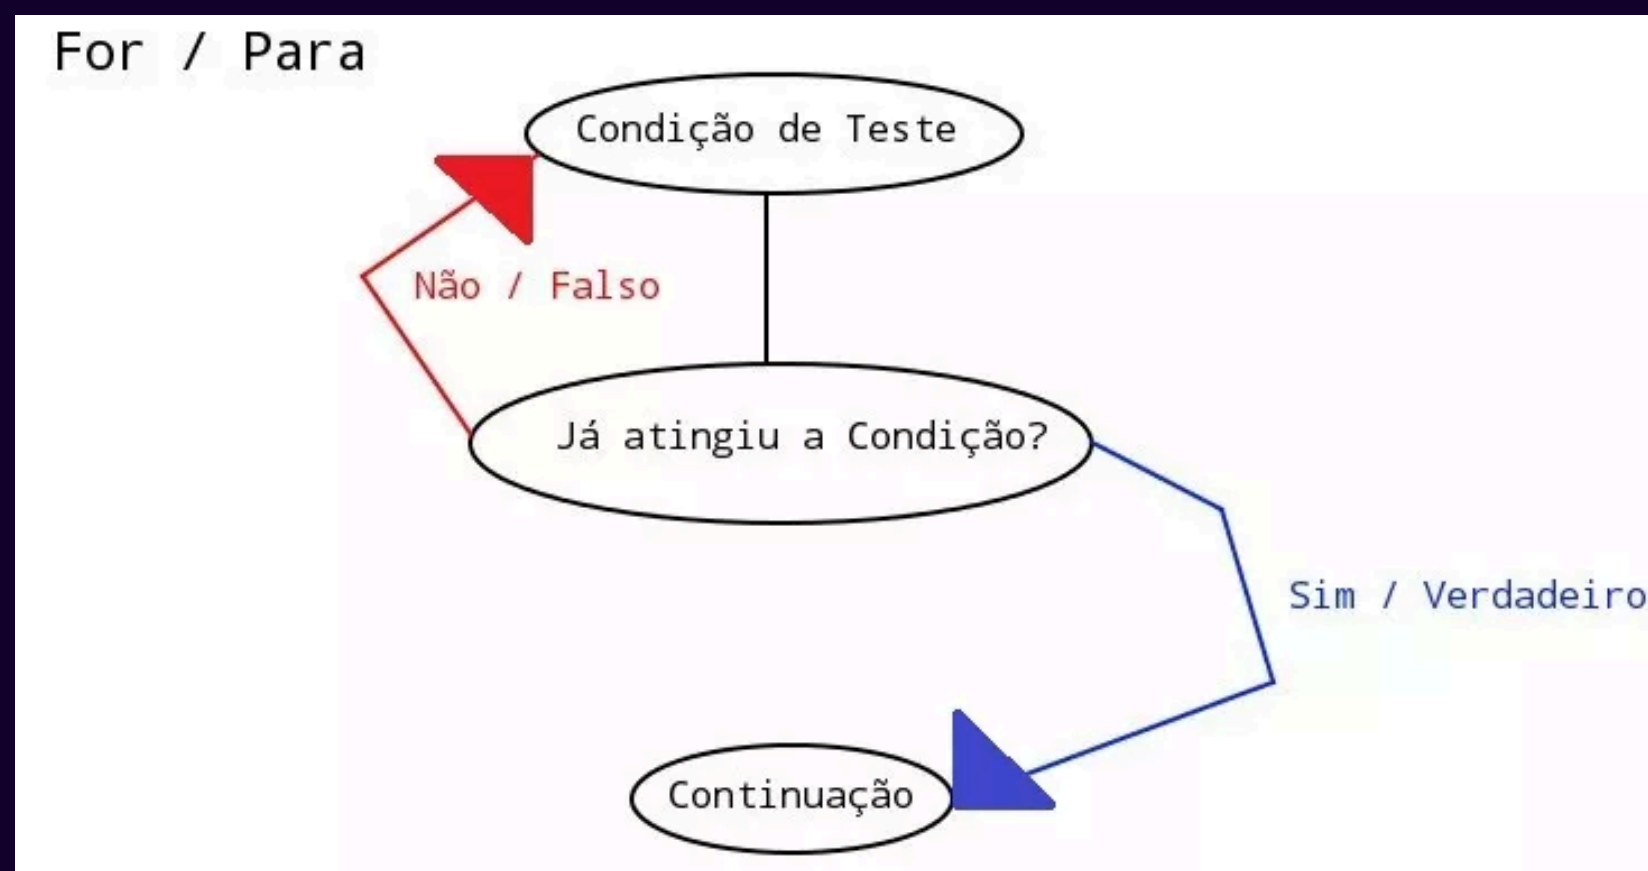 For / Para
Condição de Teste
Não / Falso
Já atingiu a Condição?
Sim / Verdadeiro
Continuação